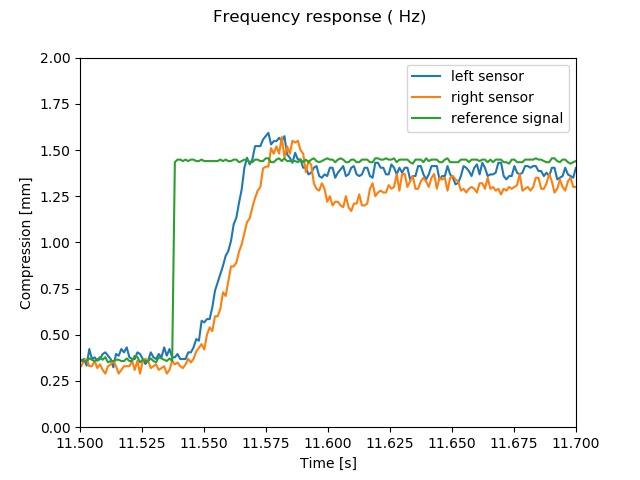 Frequency response ( Hz)
left sensor
right sensor
reference signal
Compression [mm]
2.00
1.75
1.50
1.25
1.00
0.75
0.50
0.25
0.00
11.500 11.525 11.550 11.575 11.600 11.625 11.650 11.675 11.700
Time [s]